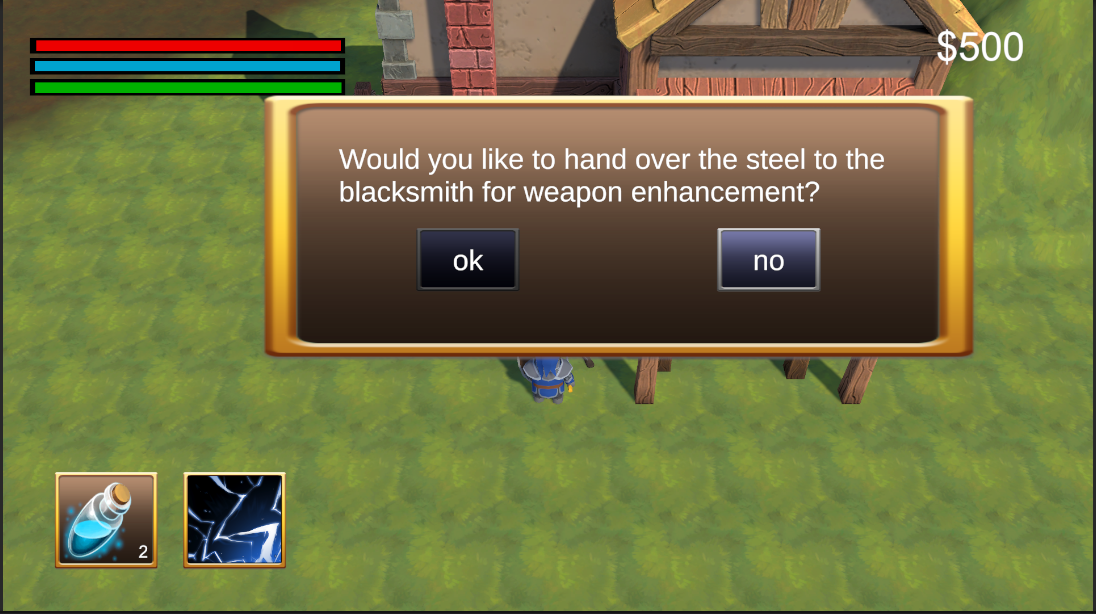 $500
Would you like to hand over the steel to the
blacksmith for weapon enhancement?
ok
no
2